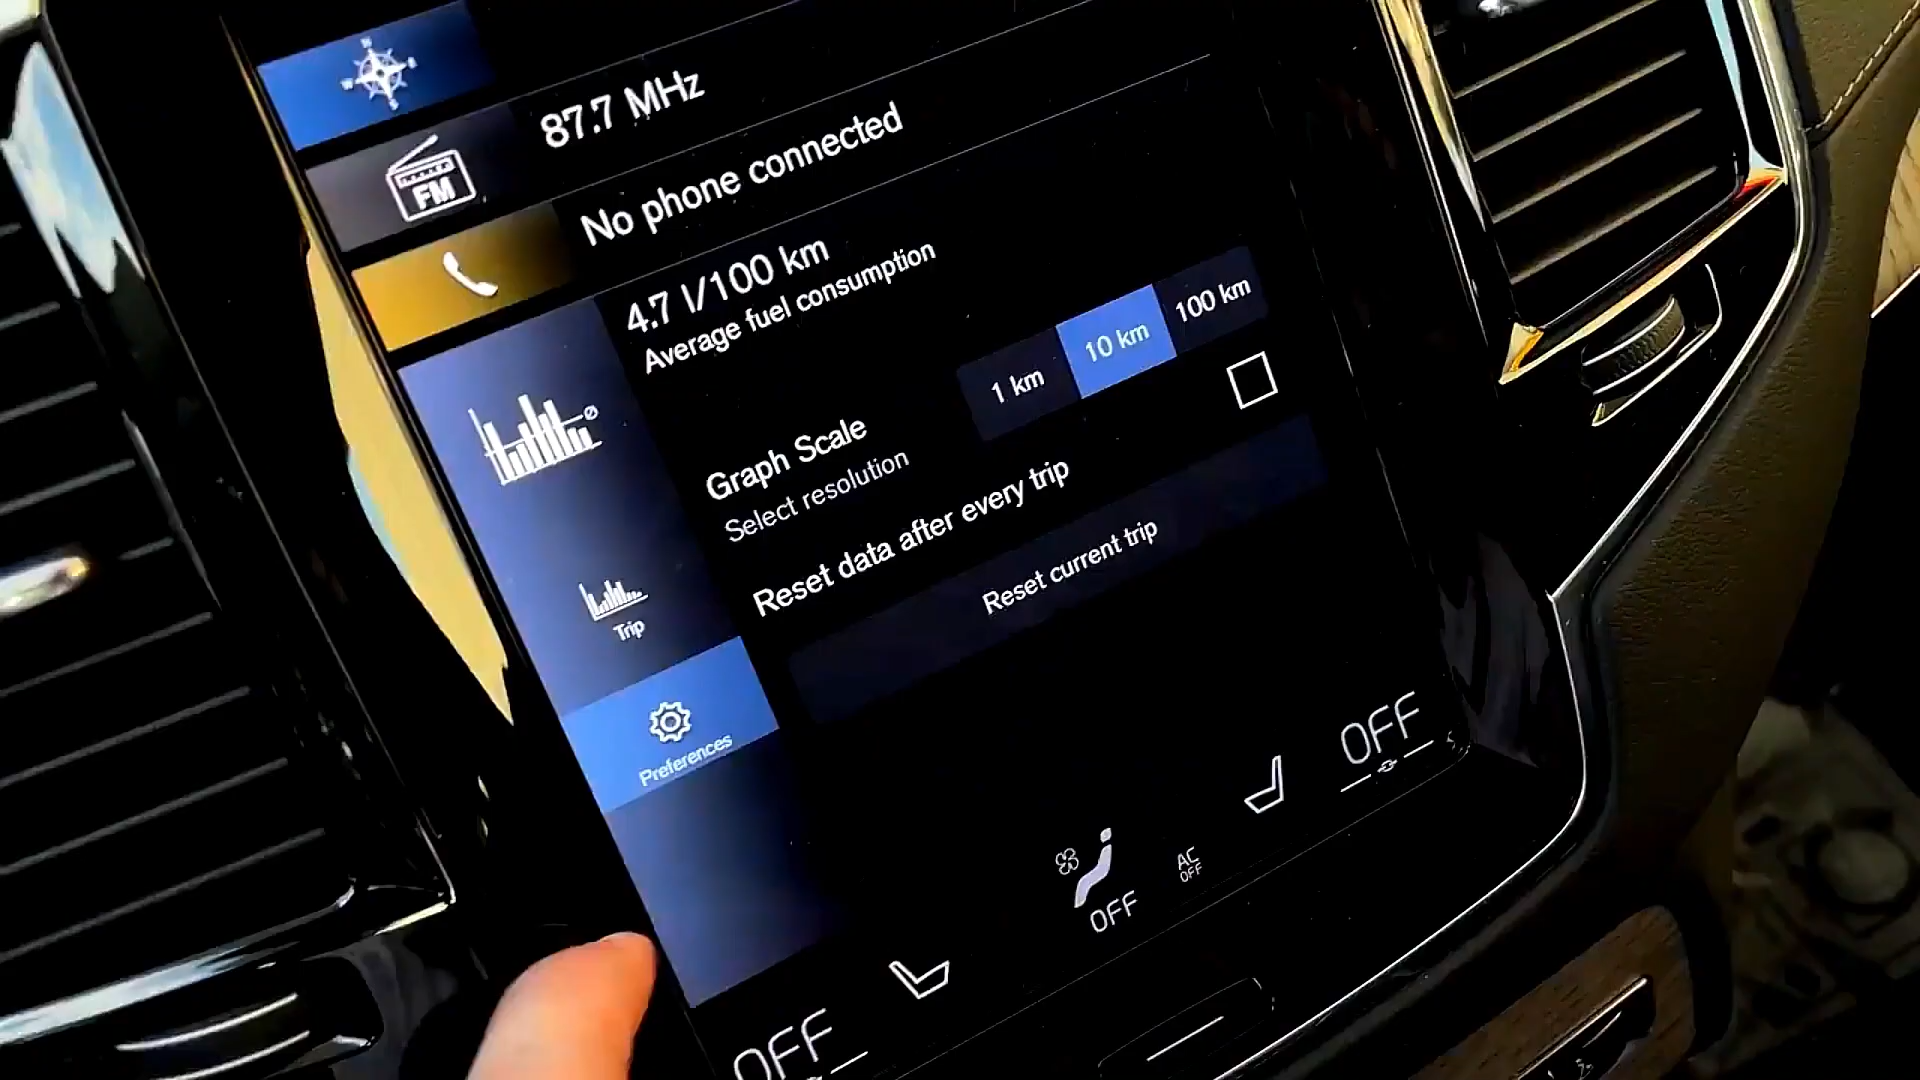 87.7 MHz
FM
No phone connected
4.7 l/100 km
Average fuel consumption
1 km
10 km
100 km
Graph Scale
Select resolution
Reset data after every trip
Reset current trip
Trip
Preferences
OFF
AC
OFF
OFF
OFF